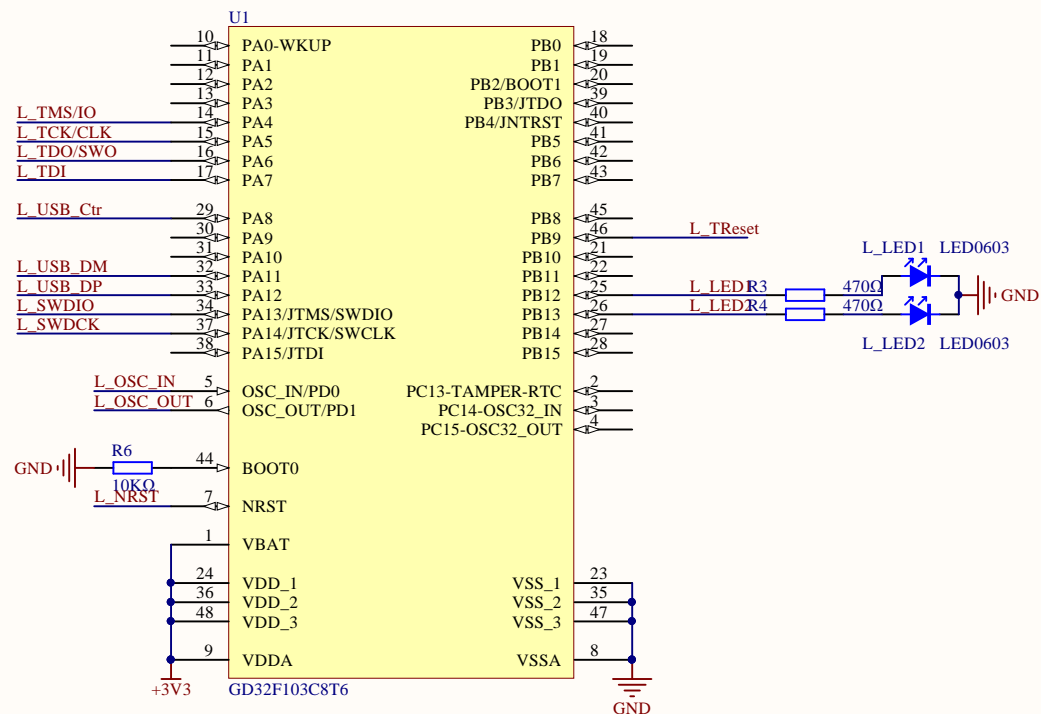 U1
10 PA0-WKUP PB0 18
11 PA1 PB1 19
12 PA2 PB2/BOOT1 20
13 PA3 PB3/JTDO 39
L_TMS/IO 14 PA4 PB4/JNTRST 40
L_TCK/CLK 15 PA5 PB5 41
L_TDO/SWO 16 PA6 PB6 42
L_TDI 17 PA7 PB7 43
L_USB_Ctr 29 PA8 PB8 45
30 PA9 PB9 46 L_TReset
31 PA10 PB10 21
L_LED1 LED0603
L_USB_DM 32 PA11 PB11 22
L_USB_DP 33 PA12 PB12 25 L_LED1 R3 470Ω GND
L_SWDIO 34 PA13/JTMS/SWDIO PB13 26 L_LED2 R4 470Ω
L_SWDCK 37 PA14/JTCK/SWCLK PB14 27
L_LED2 LED0603
38 PA15/JTDI PB15 28
L_OSC_IN 5 OSC_IN/PD0 PC13-TAMPER-RTC 2
L_OSC_OUT 6 OSC_OUT/PD1 PC14-OSC32_IN 3
PC15-OSC32_OUT 4
R6
GND 44 BOOT0
10KΩ
L_NRST 7 NRST
1 VBAT
24 VDD_1 VSS_1 23
36 VDD_2 VSS_2 35
48 VDD_3 VSS_3 47
9 VDDA VSSA 8
+3V3 GD32F103C8T6
GND